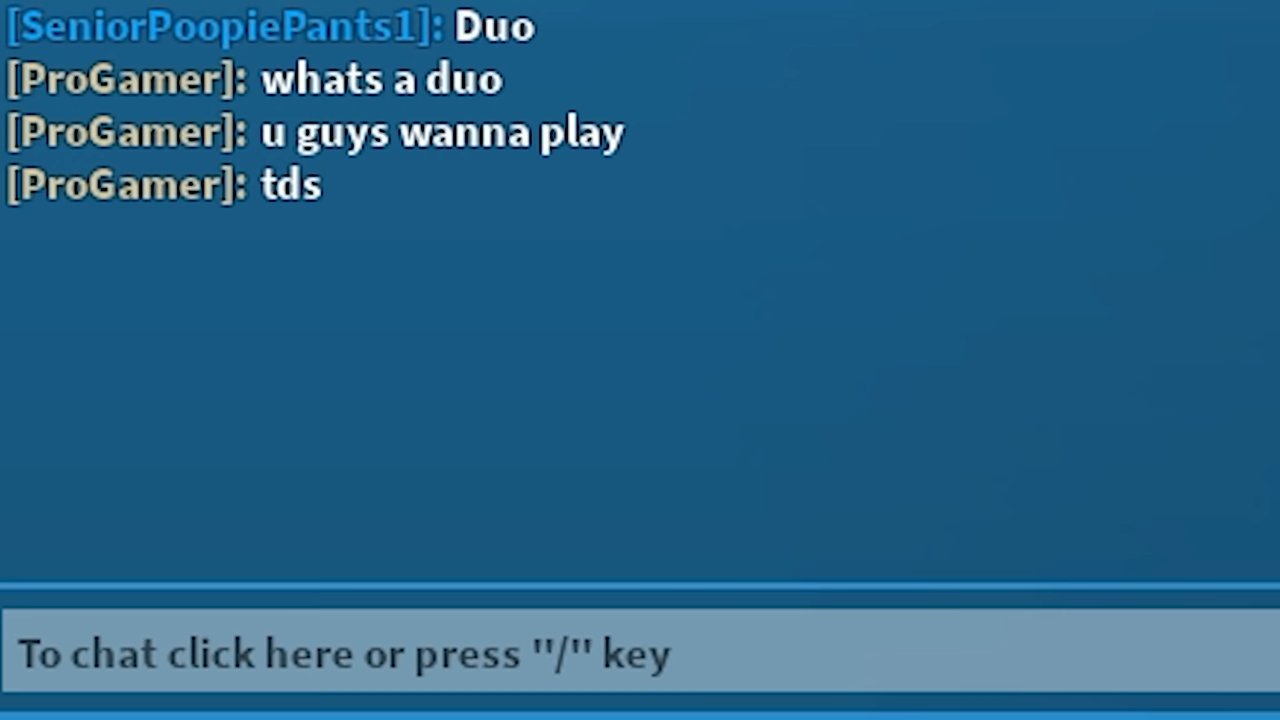 [SeniorPoopiePants1]: Duo
[ProGamer]: whats a duo
[ProGamer]: u guys wanna play
[ProGamer]: tds
To chat click here or press "/" key